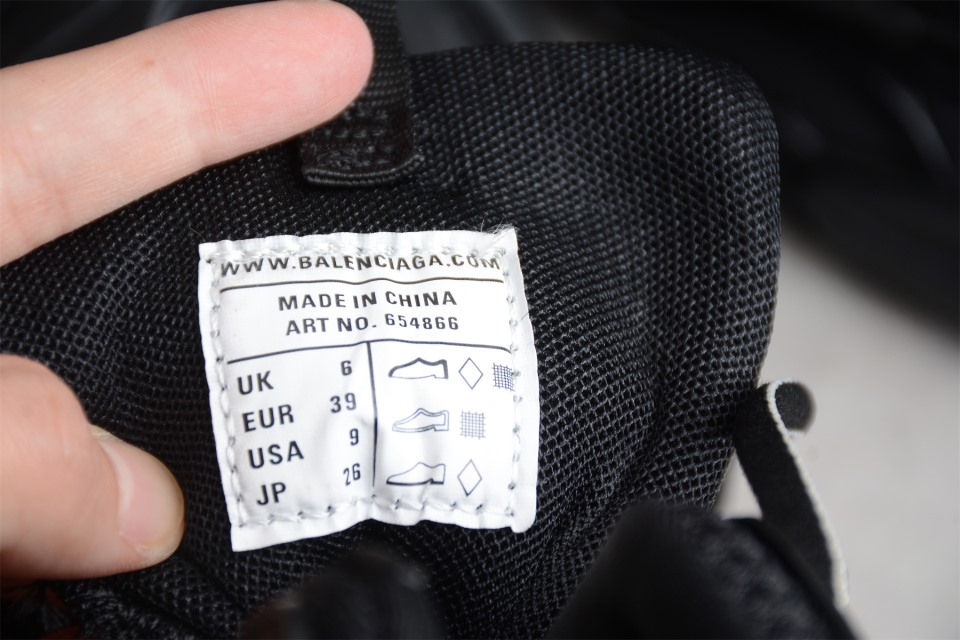 WWW.BALENCIAGA.COM
MADE IN CHINA
ART NO. 654866
UK 6
EUR 39
USA 9
JP 26